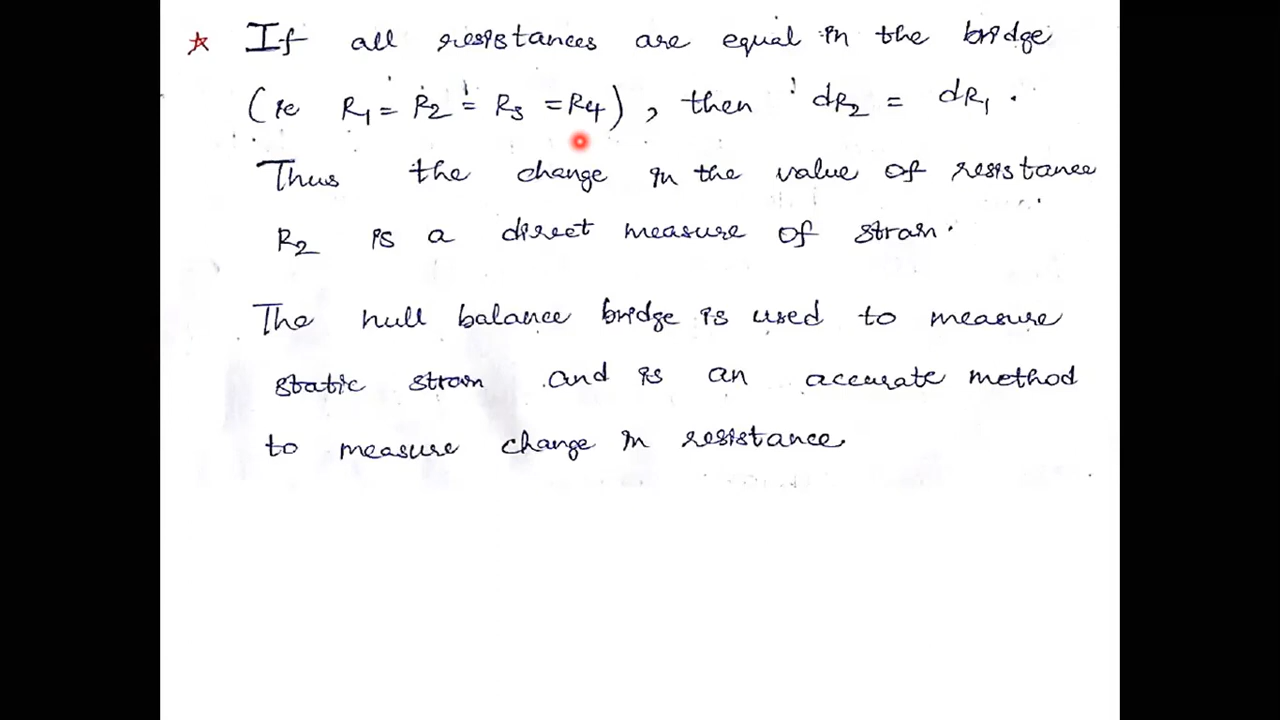 ☆ If all resistances are equal in the bridge
(ie R₁ = R₂ = R₃ = R₄), then dR₂ = dR₁.
Thus the change in the value of resistance
R₂ is a direct measure of strain.
The null balance bridge is used to measure
static strain and is an accurate method
to measure change in resistance.